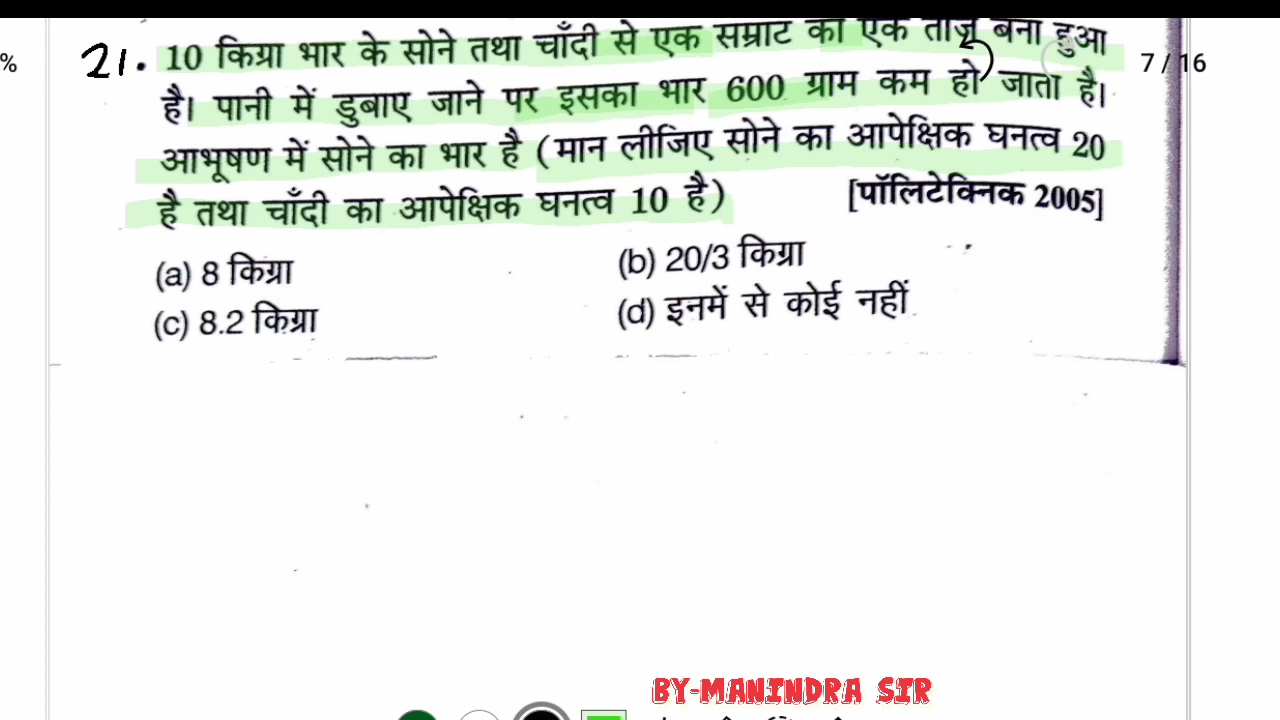 21. 10 किग्रा भार के सोने तथा चाँदी से एक सम्राट का एक ताज बना हुआ
है। पानी में डुबाए जाने पर इसका भार 600 ग्राम कम हो जाता है।
आभूषण में सोने का भार है (मान लीजिए सोने का आपेक्षिक घनत्व 20
है तथा चाँदी का आपेक्षिक घनत्व 10 है) [पॉलिटेक्निक 2005]
(a) 8 किग्रा (b) 20/3 किग्रा
(c) 8.2 किग्रा (d) इनमें से कोई नहीं
%
7 / 16
BY-MANINDRA SIR